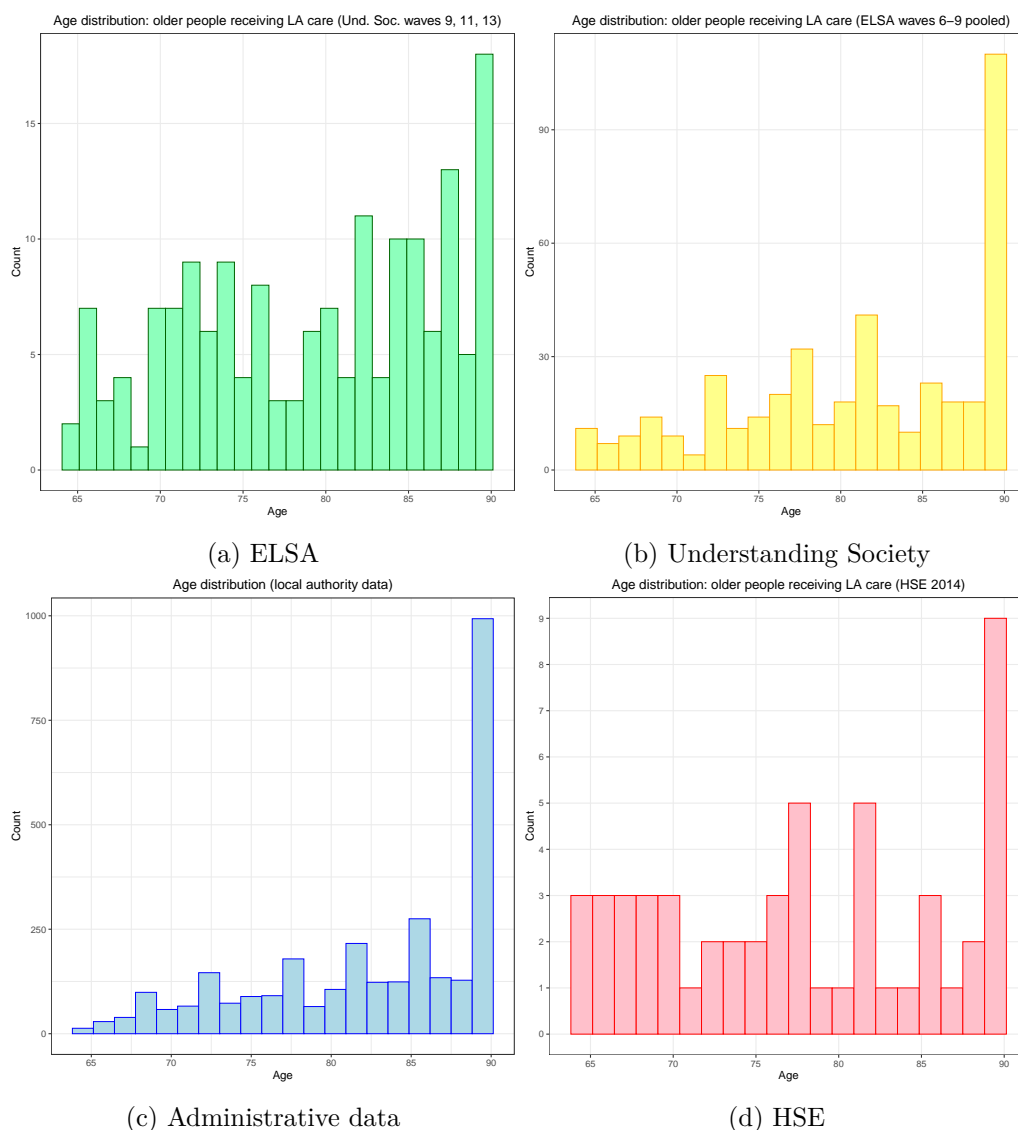 Age distribution: older people receiving LA care (Und. Soc. waves 9, 11, 13)
15
10
5
0
Count
65 70 75 80 85 90
Age
(a) ELSA
Age distribution: older people receiving LA care (ELSA waves 6–9 pooled)
90
60
30
0
Count
65 70 75 80 85 90
Age
(b) Understanding Society
Age distribution (local authority data)
1000
750
500
250
0
Count
65 70 75 80 85 90
Age
(c) Administrative data
Age distribution: older people receiving LA care (HSE 2014)
9
8
7
6
5
4
3
2
1
0
Count
65 70 75 80 85 90
Age
(d) HSE